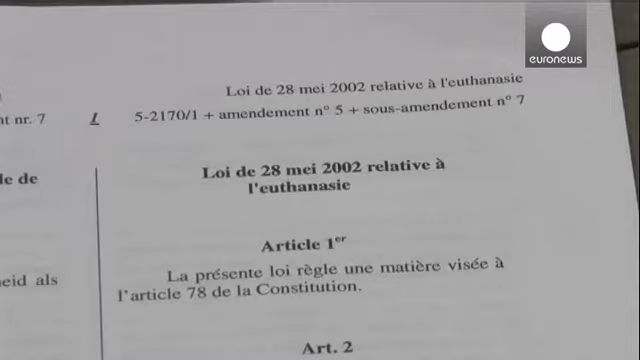 euronews
Loi de 28 mei 2002 relative à l'euthanasie
nt nr. 7 1 5-2170/1 + amendement n° 5 + sous-amendement n° 7
le de
Loi de 28 mei 2002 relative à
l'euthanasie
Article 1er
La présente loi règle une matière visée à
l'article 78 de la Constitution.
eid als
Art. 2